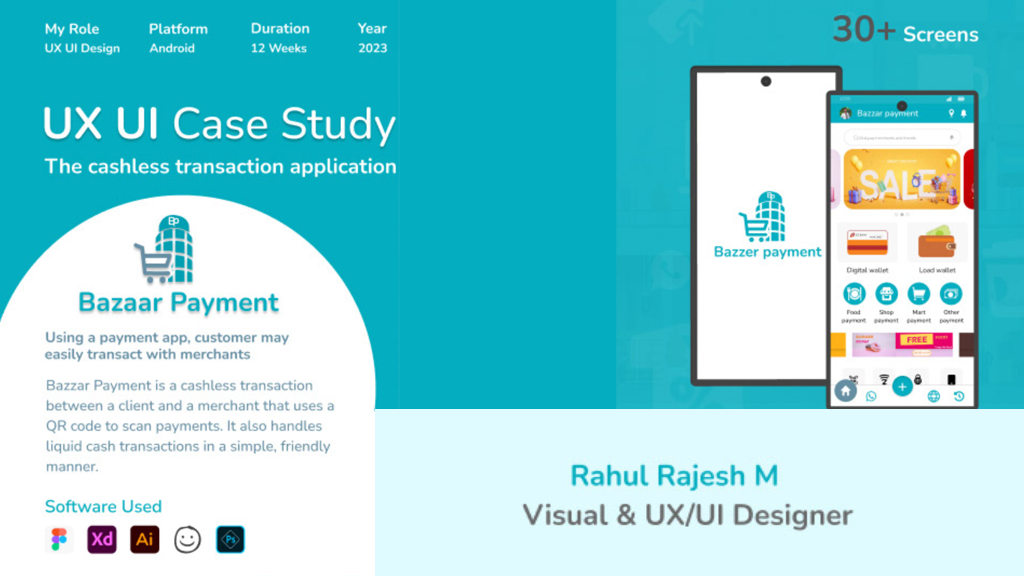 My Role
UX UI Design
Platform
Android
Duration
12 Weeks
Year
2023
UX UI Case Study
The cashless transaction application
Bp
Bazaar Payment
Using a payment app, customer may
easily transact with merchants
Bazzar Payment is a cashless transaction
between a client and a merchant that uses a
QR code to scan payments. It also handles
liquid cash transactions in a simple, friendly
manner.
Software Used
Xd
Ai
Ps
30+ Screens
Bp
Bazzer payment
Bazzar payment
SALE
Digital wallet
Load wallet
Food
payment
Shop
payment
Mart
payment
Other
payment
FREE
Rahul Rajesh M
Visual & UX/UI Designer